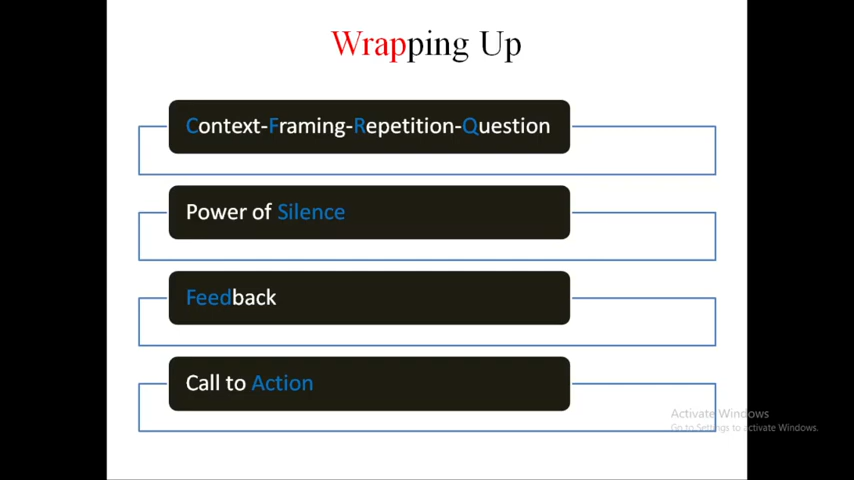 Wrapping Up
Context-Framing-Repetition-Question
Power of Silence
Feedback
Call to Action
Activate Windows
Go to Settings to activate Windows.